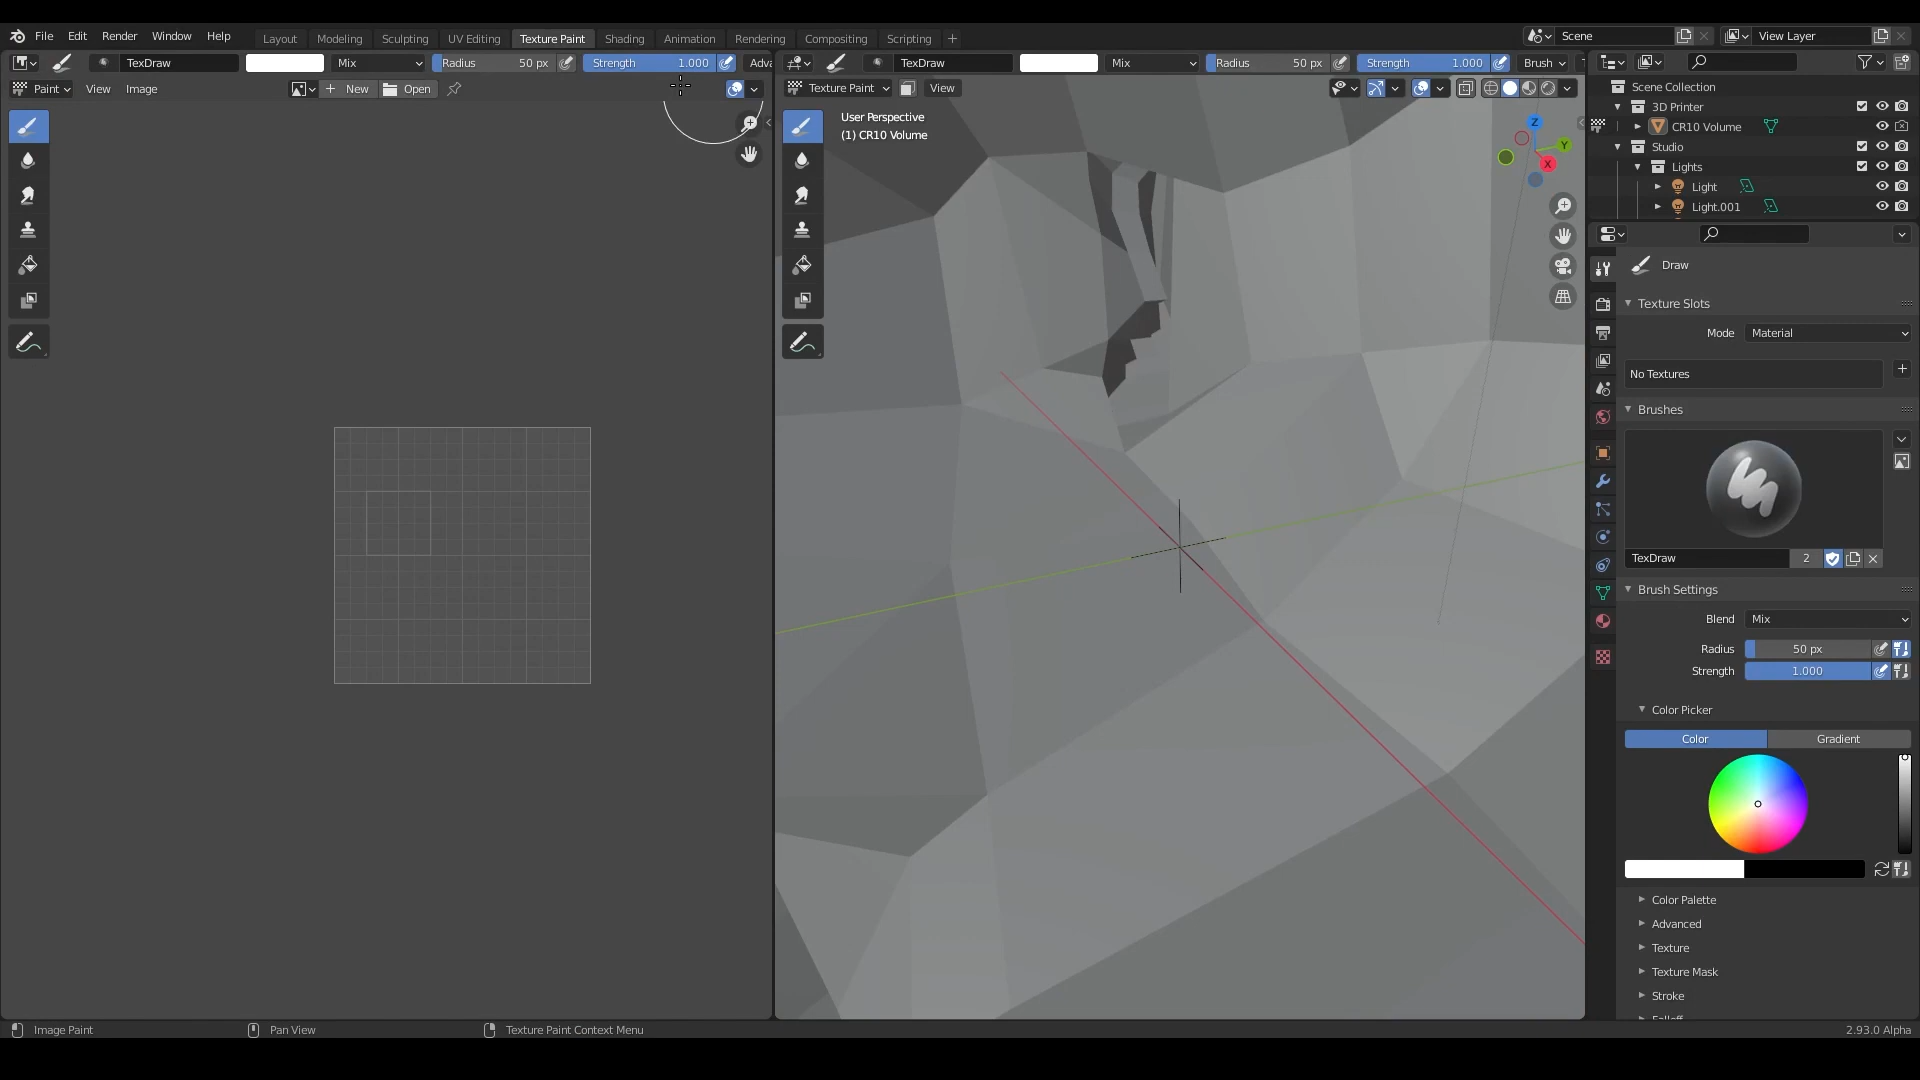 File Edit Render Window Help Layout Modeling Sculpting UV Editing Texture Paint Shading Animation Rendering Compositing Scripting + Scene View Layer
TexDraw Mix Radius 50 px Strength 1.000 Adva
TexDraw Mix Radius 50 px Strength 1.000 Brush
Paint View Image + New Open
Texture Paint View
User Perspective
(1) CR10 Volume
Z
Y
X
Scene Collection
3D Printer
CR10 Volume
Studio
Lights
Light
Light.001
Draw
Texture Slots
Mode Material
No Textures
Brushes
TexDraw 2
Brush Settings
Blend Mix
Radius 50 px
Strength 1.000
Color Picker
Color Gradient
Color Palette
Advanced
Texture
Texture Mask
Stroke
Falloff
Image Paint Pan View Texture Paint Context Menu 2.93.0 Alpha